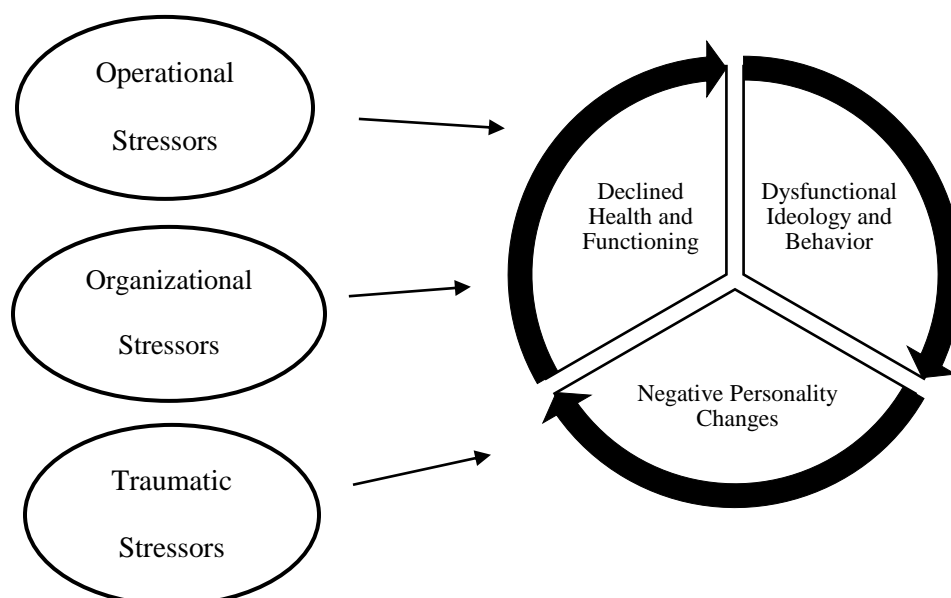 Operational
Stressors
Organizational
Stressors
Traumatic
Stressors
Declined
Health and
Functioning
Dysfunctional
Ideology and
Behavior
Negative Personality
Changes